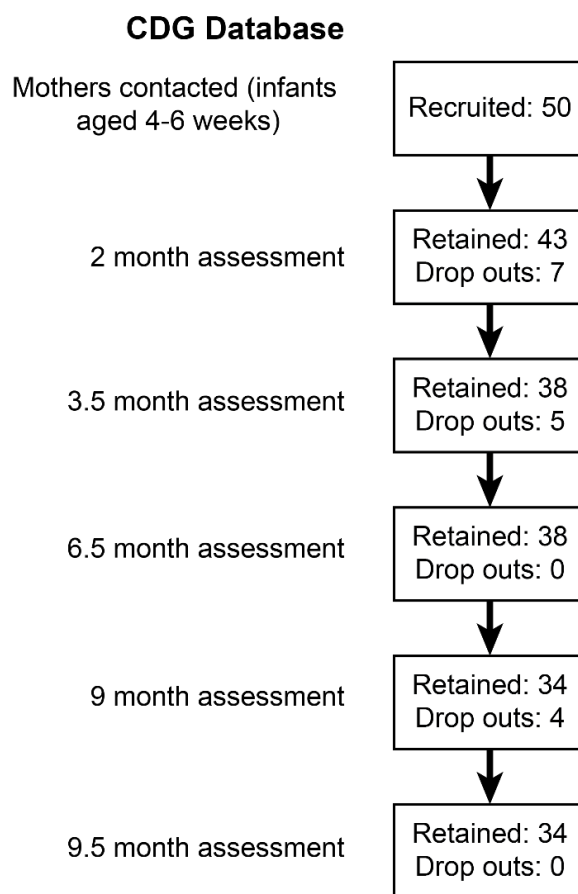 CDG Database
Mothers contacted (infants
aged 4-6 weeks)
Recruited: 50
2 month assessment
Retained: 43
Drop outs: 7
3.5 month assessment
Retained: 38
Drop outs: 5
6.5 month assessment
Retained: 38
Drop outs: 0
9 month assessment
Retained: 34
Drop outs: 4
9.5 month assessment
Retained: 34
Drop outs: 0